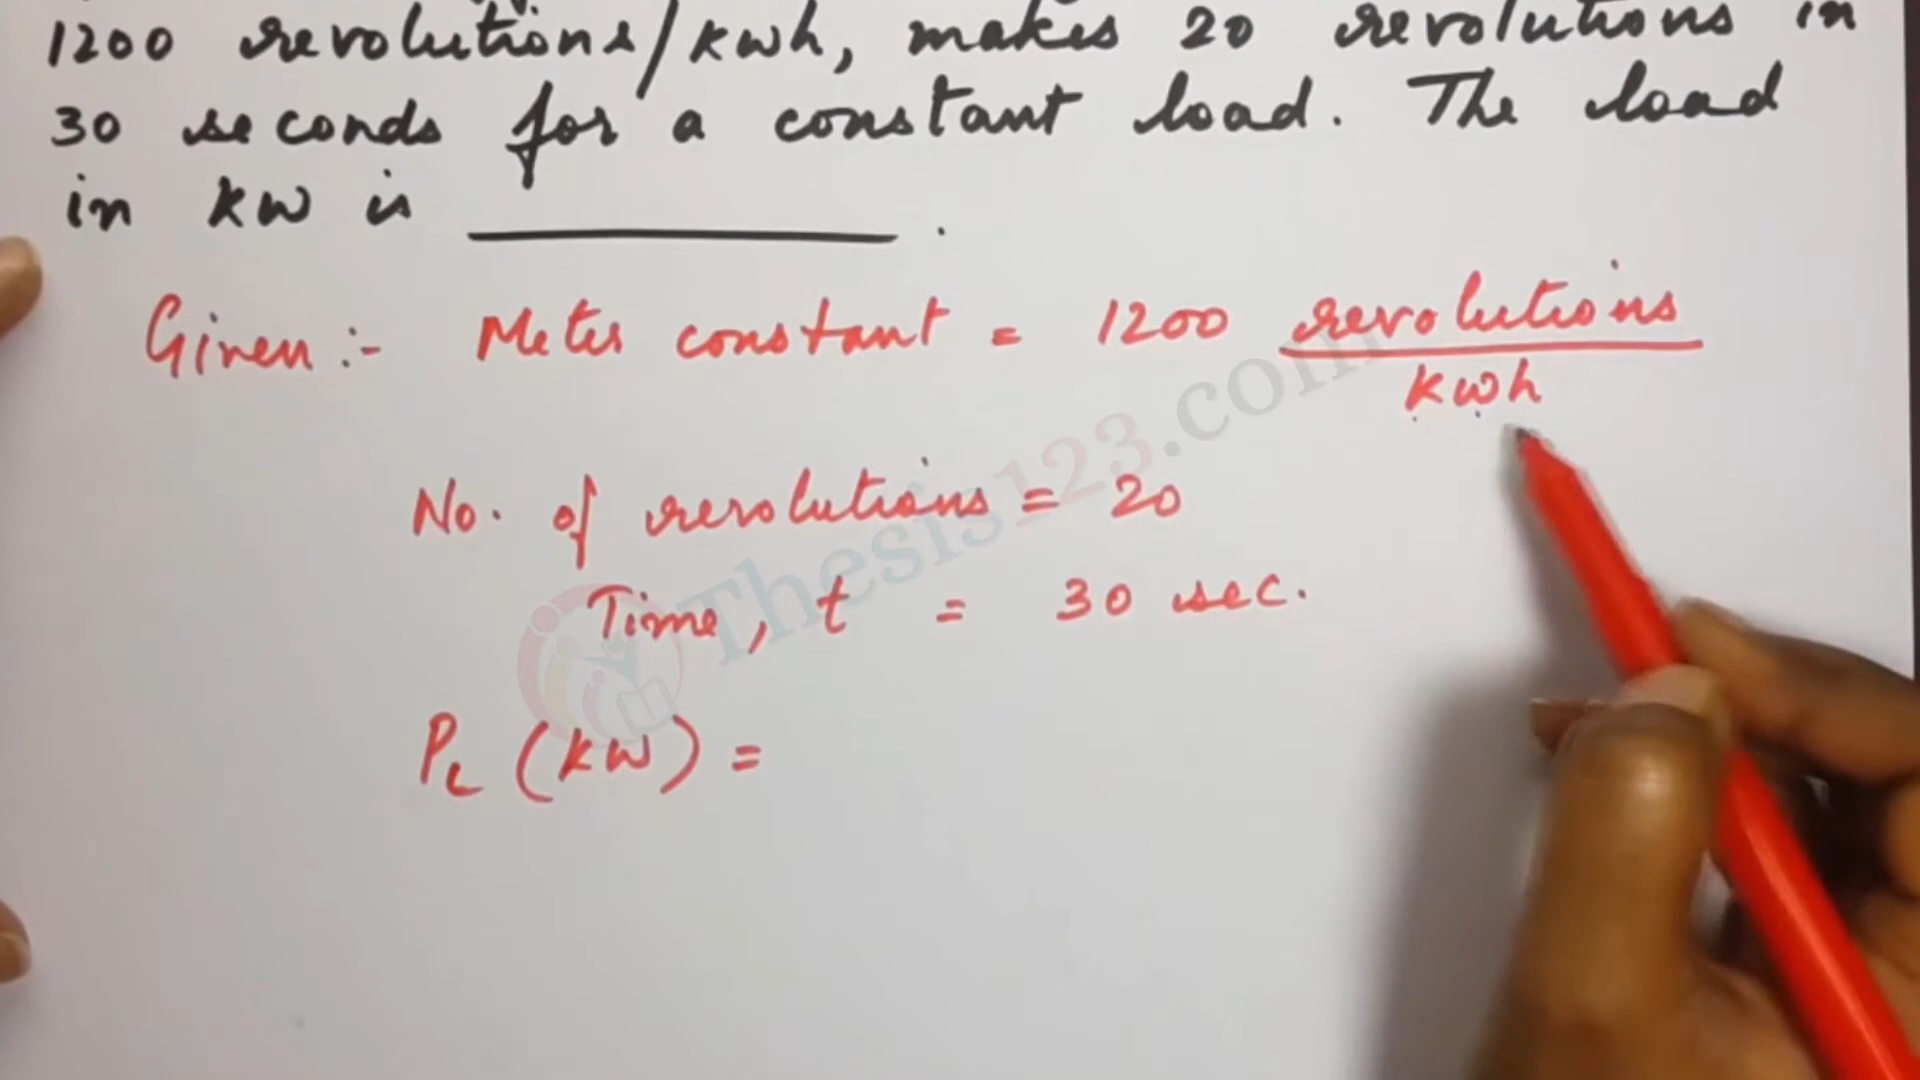 1200 revolutions/kwh, makes 20 revolutions in
30 seconds for a constant load. The load
in kw is ________ .
Given :- Meter constant = 1200 revolutions
kwh
No. of revolutions = 20
Time, t = 30 sec.
PL (kw) =
Thesis123.com